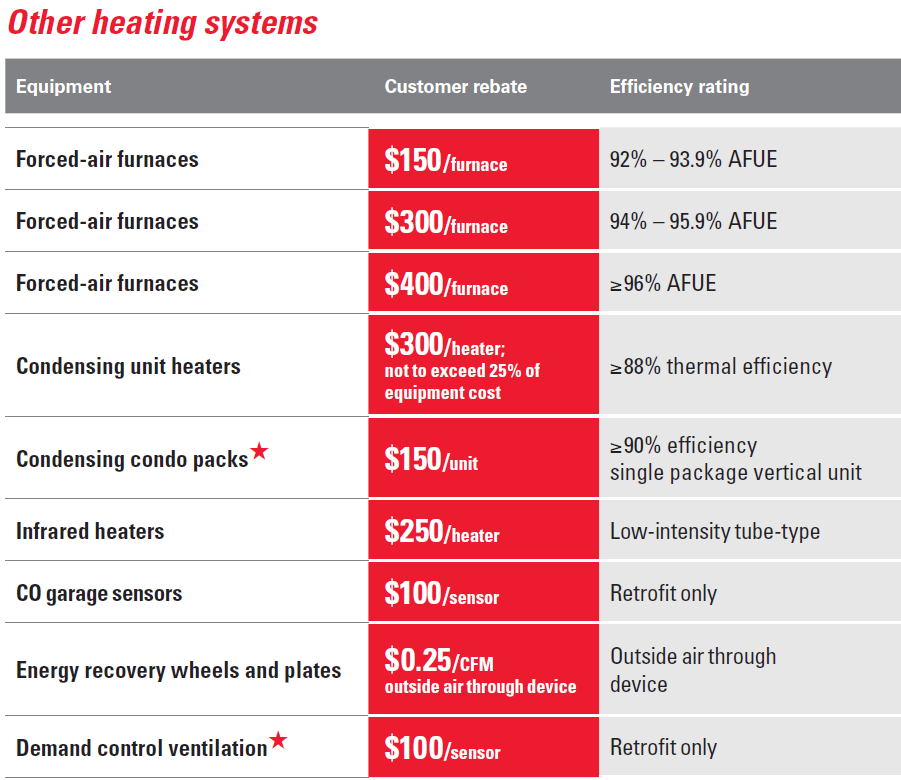 Other heating systems
Equipment Customer rebate Efficiency rating
Forced-air furnaces $150/furnace 92% – 93.9% AFUE
Forced-air furnaces $300/furnace 94% – 95.9% AFUE
Forced-air furnaces $400/furnace ≥96% AFUE
Condensing unit heaters
$300/heater;
not to exceed 25% of
equipment cost
≥88% thermal efficiency
Condensing condo packs★
$150/unit
≥90% efficiency
single package vertical unit
Infrared heaters $250/heater Low-intensity tube-type
CO garage sensors $100/sensor Retrofit only
Energy recovery wheels and plates
$0.25/CFM
outside air through device
Outside air through
device
Demand control ventilation★ $100/sensor Retrofit only